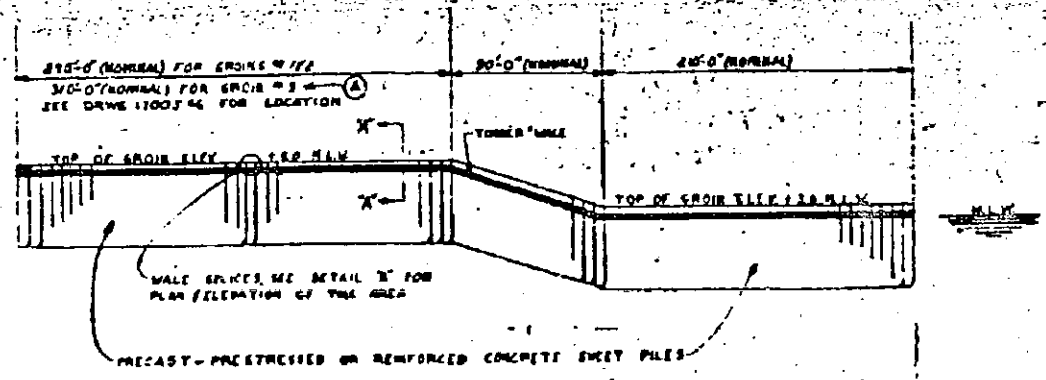 290'-0" (NOMINAL) FOR GROINS # 1 & 2
90'-0" (NOMINAL)
210'-0" (NOMINAL)
310'-0" (NOMINAL) FOR GROIN # 3
A
SEE DRWG FOR LOCATION
"A"
TIMBER WALE
TOP OF GROIN ELEV M.L.W.
"A"
TOP OF GROIN ELEV M.L.W.
M.L.W.
WALE SPLICES, SEE DETAIL FOR
PLAN / ELEVATION OF THIS AREA
PRECAST - PRESTRESSED OR REINFORCED CONCRETE SHEET PILES